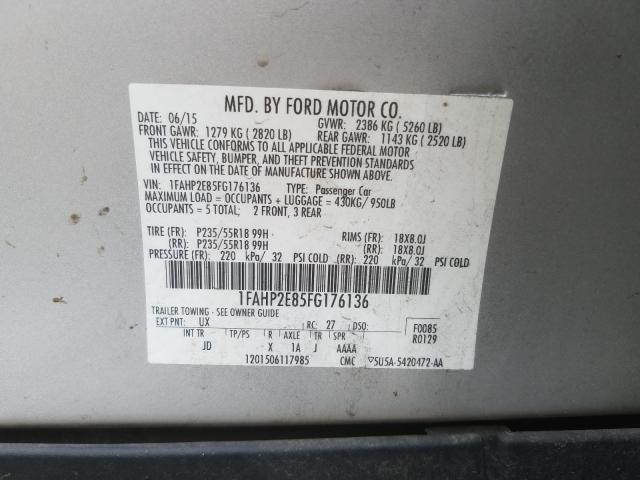 MFD. BY FORD MOTOR CO.
DATE: 06/15 GVWR: 2386 KG ( 5260 LB)
FRONT GAWR: 1279 KG ( 2820 LB) REAR GAWR: 1143 KG ( 2520 LB)
THIS VEHICLE CONFORMS TO ALL APPLICABLE FEDERAL MOTOR
VEHICLE SAFETY, BUMPER, AND THEFT PREVENTION STANDARDS
IN EFFECT ON THE DATE OF MANUFACTURE SHOWN ABOVE.
VIN: 1FAHP2E85FG176136 TYPE: Passenger Car
MAXIMUM LOAD = OCCUPANTS + LUGGAGE = 430KG/ 950LB
OCCUPANTS = 5 TOTAL; 2 FRONT, 3 REAR
TIRE (FR): P235/55R18 99H RIMS (FR): 18X8.0J
(RR): P235/55R18 99H (RR): 18X8.0J
PRESSURE (FR): 220 kPa/ 32 PSI COLD (RR): 220 kPa/ 32 PSI COLD
1FAHP2E85FG176136
TRAILER TOWING - SEE OWNER GUIDE
EXT PNT: UX RC: 27 DSO: F0085
INT TR TP/PS R AXLE TR SPR R0129
JD X 1A J AAAA
1201506117985 CMC ▽5U5A-5420472-AA